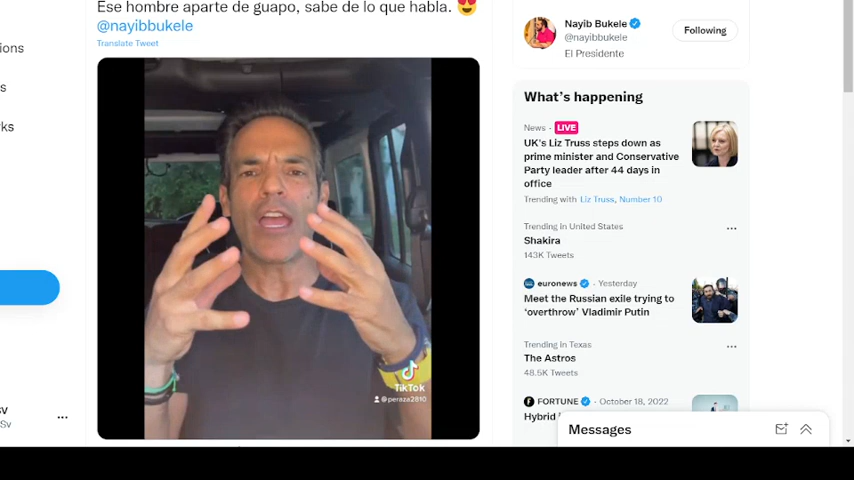 Ese hombre aparte de guapo, sabe de lo que habla. 😍
@nayibbukele
Translate Tweet
ions
s
ks
TikTok
@peraza2810
sv
Sv
Nayib Bukele
@nayibbukele
Following
El Presidente
What's happening
News · LIVE
UK's Liz Truss steps down as
prime minister and Conservative
Party leader after 44 days in
office
Trending with Liz Truss, Number 10
Trending in United States
Shakira
143K Tweets
euronews · Yesterday
Meet the Russian exile trying to
'overthrow' Vladimir Putin
Trending in Texas
The Astros
48.5K Tweets
F FORTUNE · October 18, 2022
Hybrid
Messages